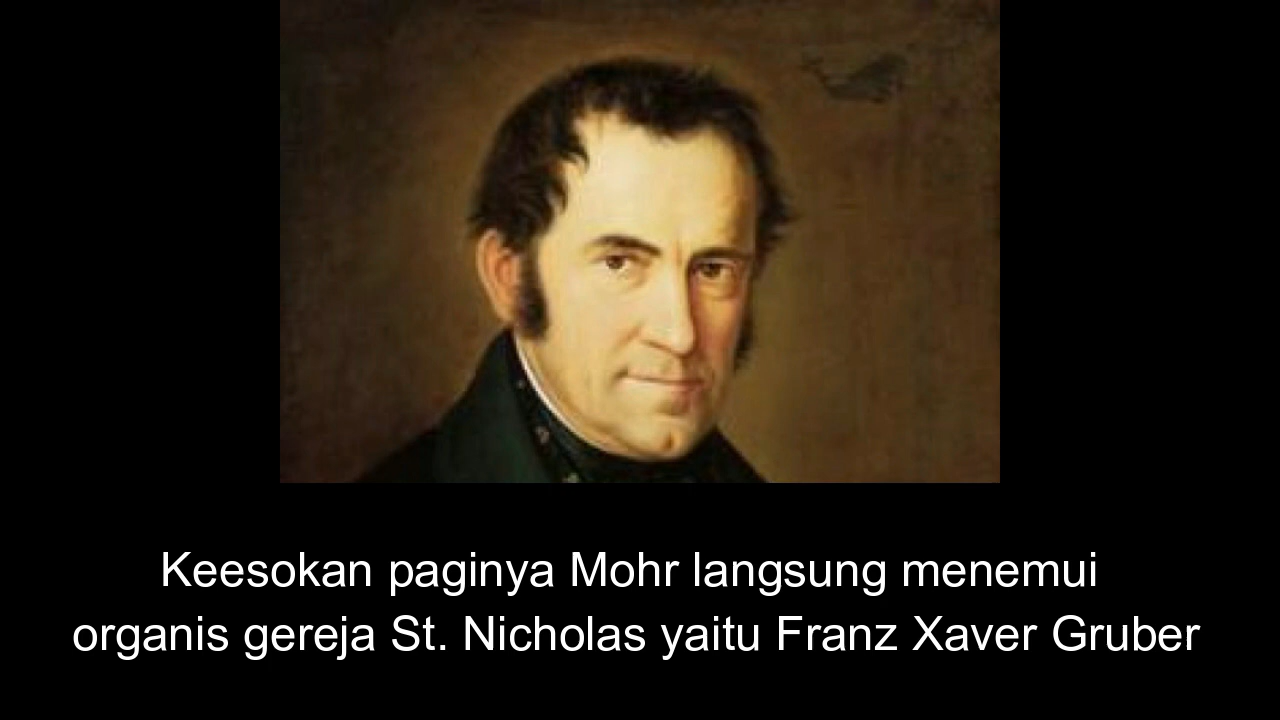 Keesokan paginya Mohr langsung menemui
organis gereja St. Nicholas yaitu Franz Xaver Gruber